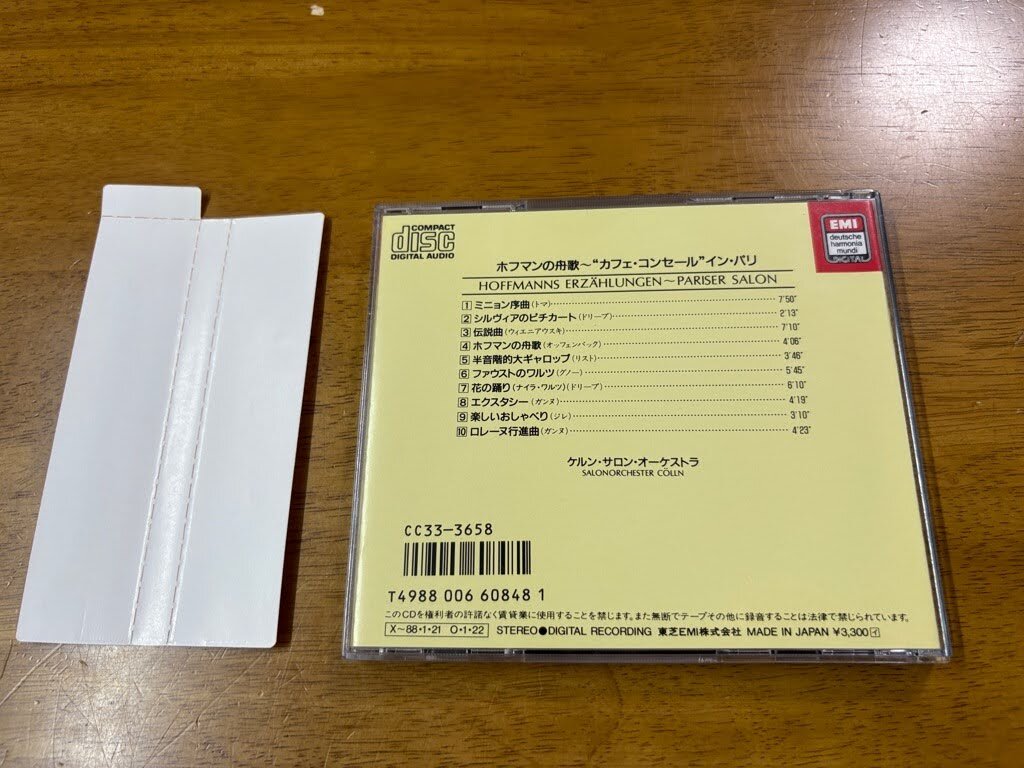 COMPACT
disc
DIGITAL AUDIO
EMI
deutsche
harmonia
mundi
DIGITAL
ホフマンの舟歌〜“カフェ・コンセール”イン・パリ
HOFFMANNS ERZÄHLUNGEN〜PARISER SALON
1 ミニョン序曲(トマ) 7′50″
2 シルヴィアのピチカート(ドリーブ) 2′13″
3 伝説曲(ウィエニアウスキ) 7′10″
4 ホフマンの舟歌(オッフェンバック) 4′06″
5 半音階的大ギャロップ(リスト) 3′46″
6 ファウストのワルツ(グノー) 5′45″
7 花の踊り(ナイラ・ワルツ)(ドリーブ) 6′10″
8 エクスタシー(ガンヌ) 4′19″
9 楽しいおしゃべり(ジレ) 3′10″
10 ロレーヌ行進曲(ガンヌ) 4′23″
ケルン・サロン・オーケストラ
SALONORCHESTER CÖLLN
CC33-3658
T4988 006 60848 1
このCDを権利者の許諾なく賃貸業に使用することを禁じます。また無断でテープその他に録音することは法律で禁じられています。
X〜88・1・21 O・1・22 STEREO●DIGITAL RECORDING 東芝EMI株式会社 MADE IN JAPAN ¥3,300 イ